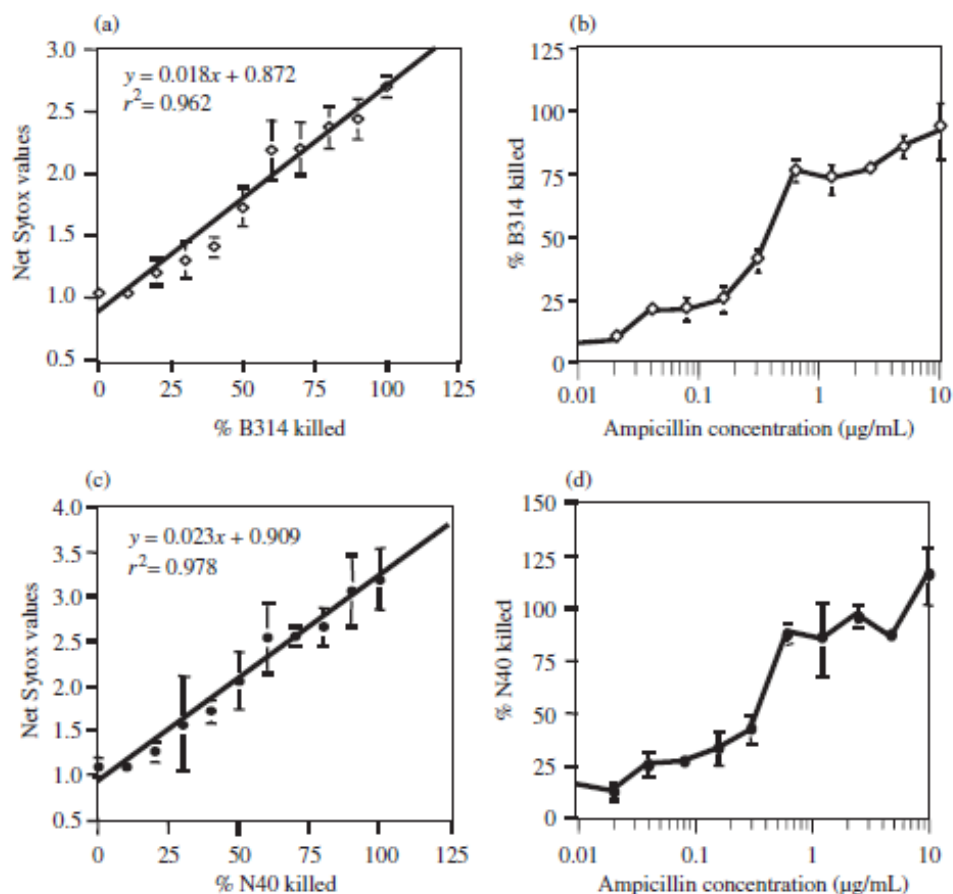 (a)
3.0
2.5
2.0
1.5
1.0
0.5
Net Sytox values
y = 0.018x + 0.872
r² = 0.962
0 25 50 75 100 125
% B314 killed
(b)
125
100
75
50
25
0
% B314 killed
0.01 0.1 1 10
Ampicillin concentration (µg/mL)
(c)
4.0
3.5
3.0
2.5
2.0
1.5
1.0
0.5
Net Sytox values
y = 0.023x + 0.909
r² = 0.978
0 25 50 75 100 125
% N40 killed
(d)
150
125
100
75
50
25
0
% N40 killed
0.01 0.1 1 10
Ampicillin concentration (µg/mL)